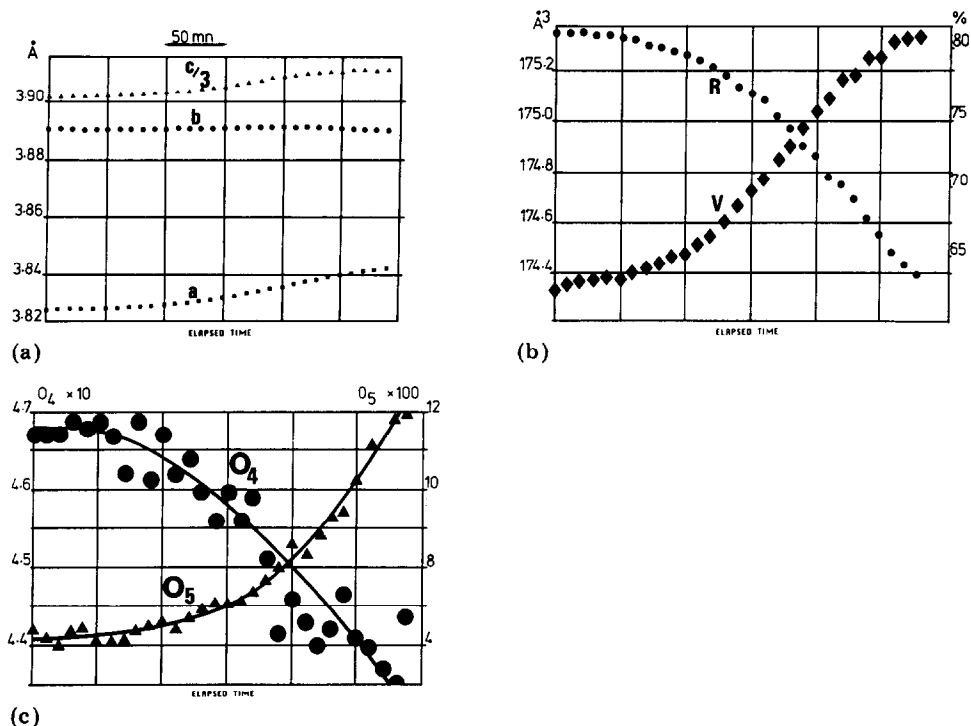 50 mn
Å
c/3
3·90
b
3·88
3·86
3·84
a
3·82
ELAPSED TIME
(a)
Å3
%
80
175·2
R
175·0
75
174·8
70
174·6
V
174·4
65
ELAPSED TIME
(b)
O4 ×10
O5 ×100
4.7
12
O4
4.6
10
4.5
8
O5
4.4
4
ELAPSED TIME
(c)